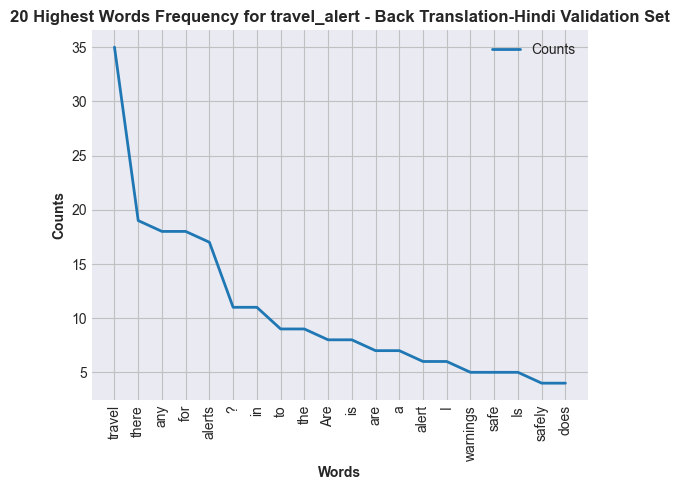 20 Highest Words Frequency for travel_alert - Back Translation-Hindi Validation Set
Counts
35
30
25
20
15
10
5
Counts
travel
there
any
for
alerts
?
in
to
the
Are
is
are
a
alert
I
warnings
safe
Is
safely
does
Words